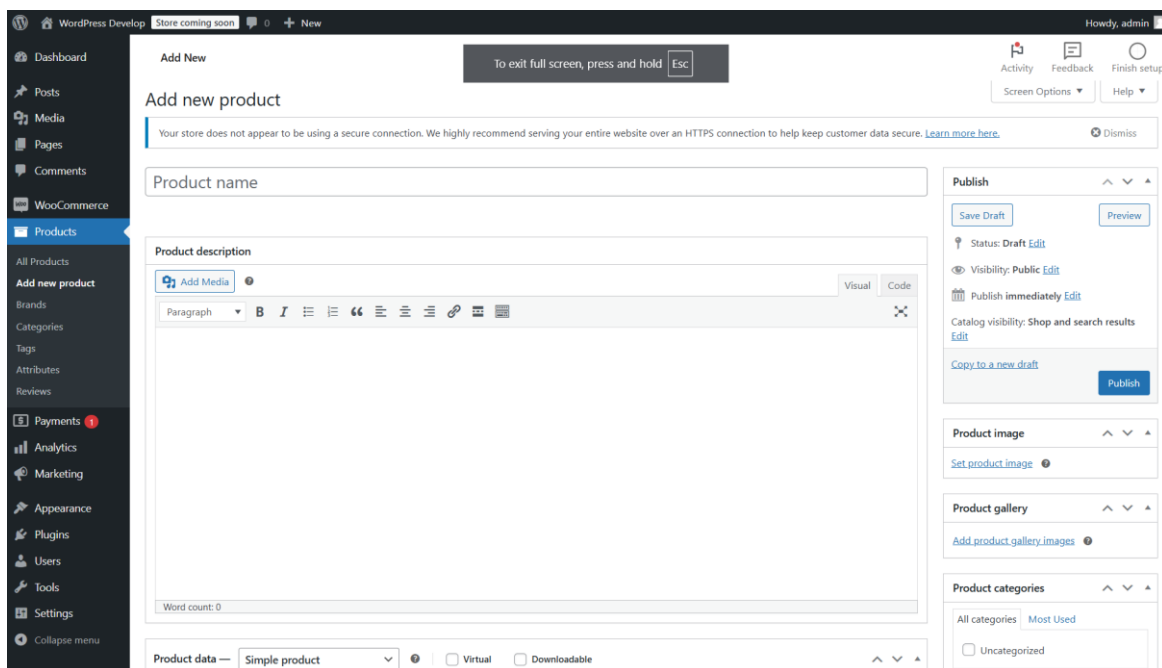 WordPress Develop Store coming soon 0 New Howdy, admin
Dashboard
Posts
Media
Pages
Comments
WooCommerce
Products
All Products
Add new product
Brands
Categories
Tags
Attributes
Reviews
Payments 1
Analytics
Marketing
Appearance
Plugins
Users
Tools
Settings
Collapse menu
Add New
To exit full screen, press and hold Esc
Activity Feedback Finish setup
Screen Options Help
Add new product
Your store does not appear to be using a secure connection. We highly recommend serving your entire website over an HTTPS connection to help keep customer data secure. Learn more here. Dismiss
Product name
Product description
Add Media
Visual Code
Paragraph B I
Word count: 0
Product data — Simple product Virtual Downloadable
Publish
Save Draft Preview
Status: Draft Edit
Visibility: Public Edit
Publish immediately Edit
Catalog visibility: Shop and search results
Edit
Copy to a new draft
Publish
Product image
Set product image
Product gallery
Add product gallery images
Product categories
All categories Most Used
Uncategorized